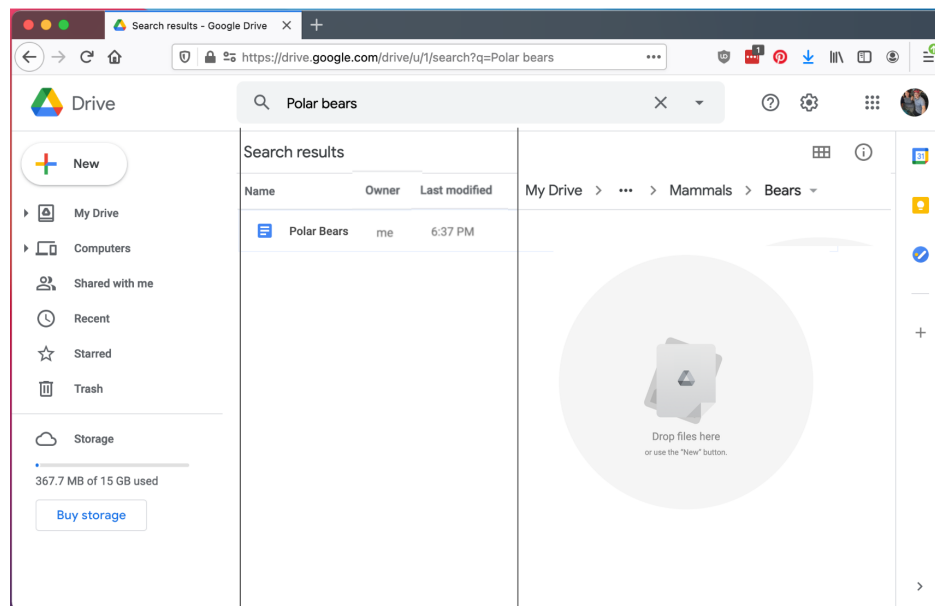 Search results - Google Drive
https://drive.google.com/drive/u/1/search?q=Polar bears
1
Drive
Polar bears
New
My Drive
Computers
Shared with me
Recent
Starred
Trash
Storage
367.7 MB of 15 GB used
Buy storage
Search results
Name Owner Last modified
Polar Bears me 6:37 PM
My Drive > ••• > Mammals > Bears
Drop files here
or use the "New" button.
31